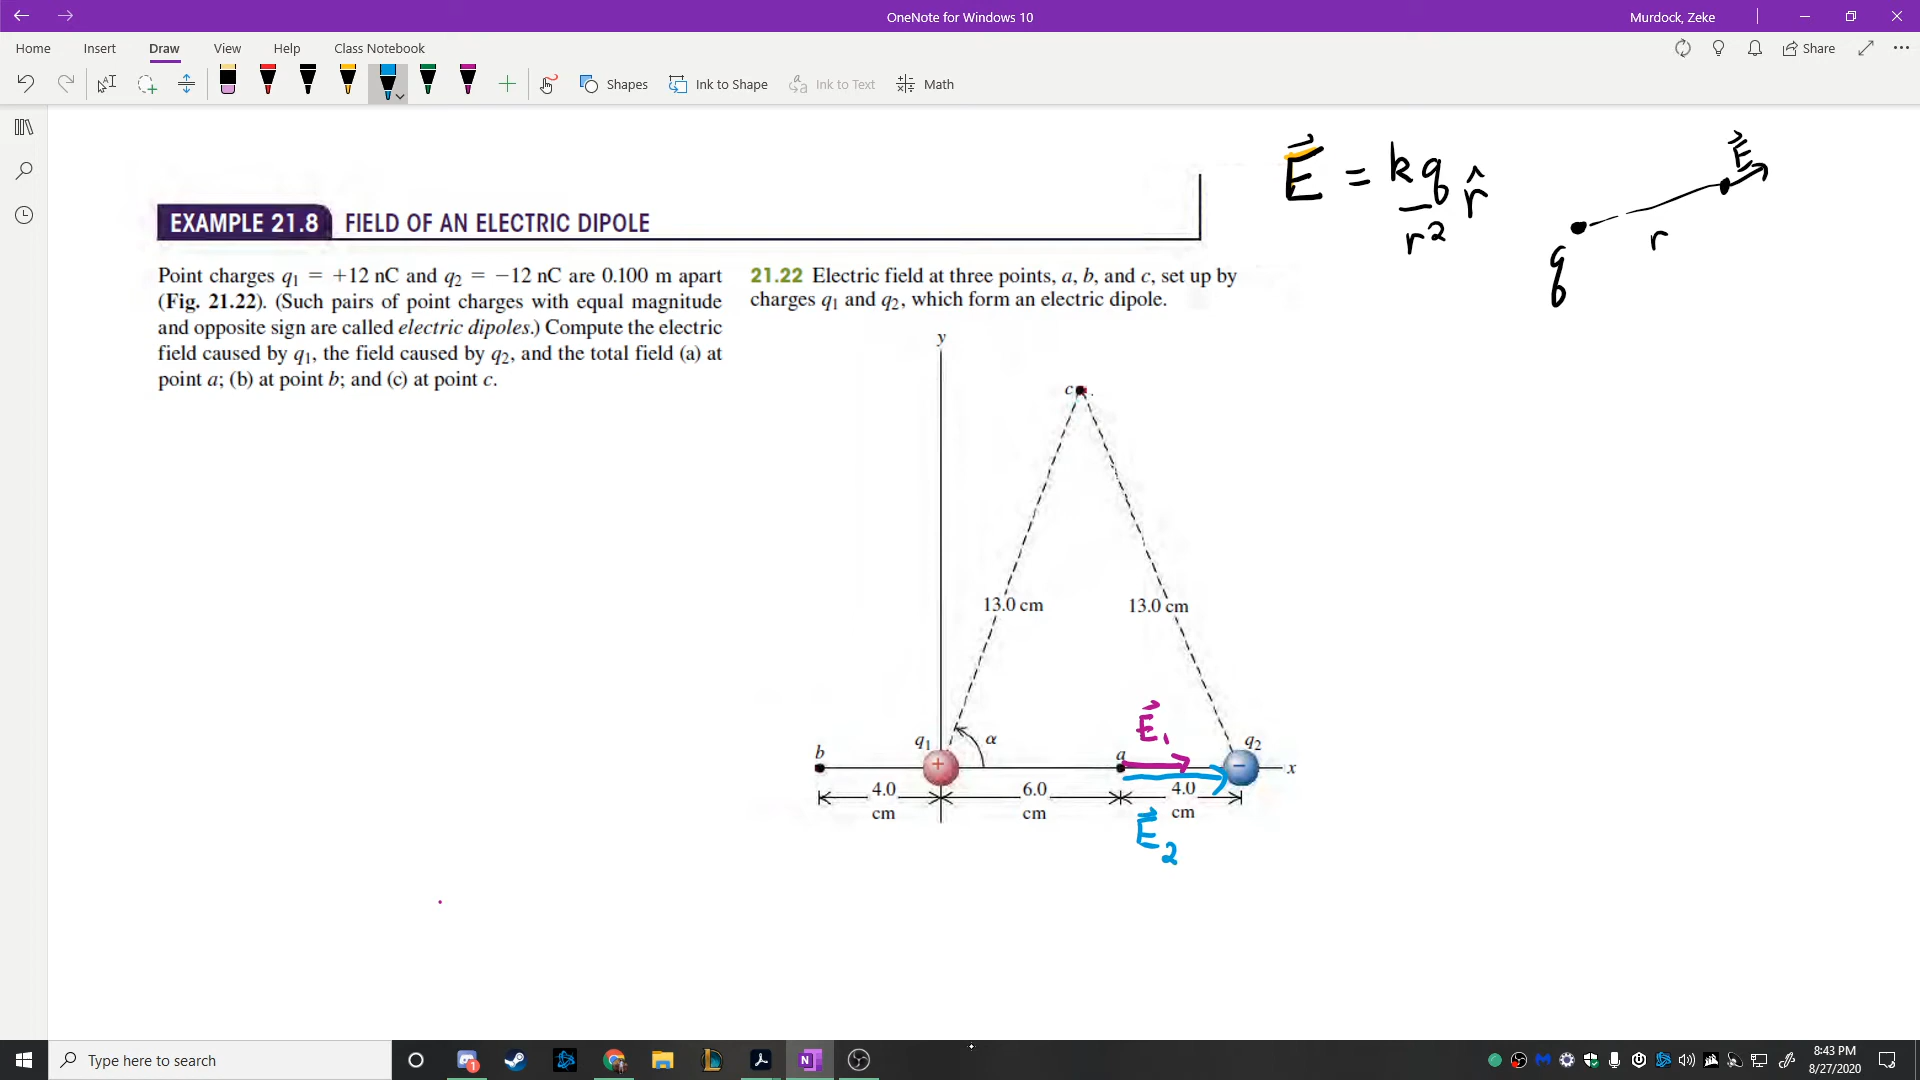 OneNote for Windows 10
Murdock, Zeke
Home Insert Draw View Help Class Notebook
Share
Shapes Ink to Shape Ink to Text Math
E = kq r̂
r²
E
r
q
EXAMPLE 21.8 FIELD OF AN ELECTRIC DIPOLE
Point charges q₁ = +12 nC and q₂ = −12 nC are 0.100 m apart
(Fig. 21.22). (Such pairs of point charges with equal magnitude
and opposite sign are called electric dipoles.) Compute the electric
field caused by q₁, the field caused by q₂, and the total field (a) at
point a; (b) at point b; and (c) at point c.
21.22 Electric field at three points, a, b, and c, set up by
charges q₁ and q₂, which form an electric dipole.
y
c
13.0 cm 13.0 cm
E₁
b q₁ α a q₂
+ − x
4.0 6.0 4.0
cm cm cm
E₂
Type here to search
1
N
8:43 PM
8/27/2020